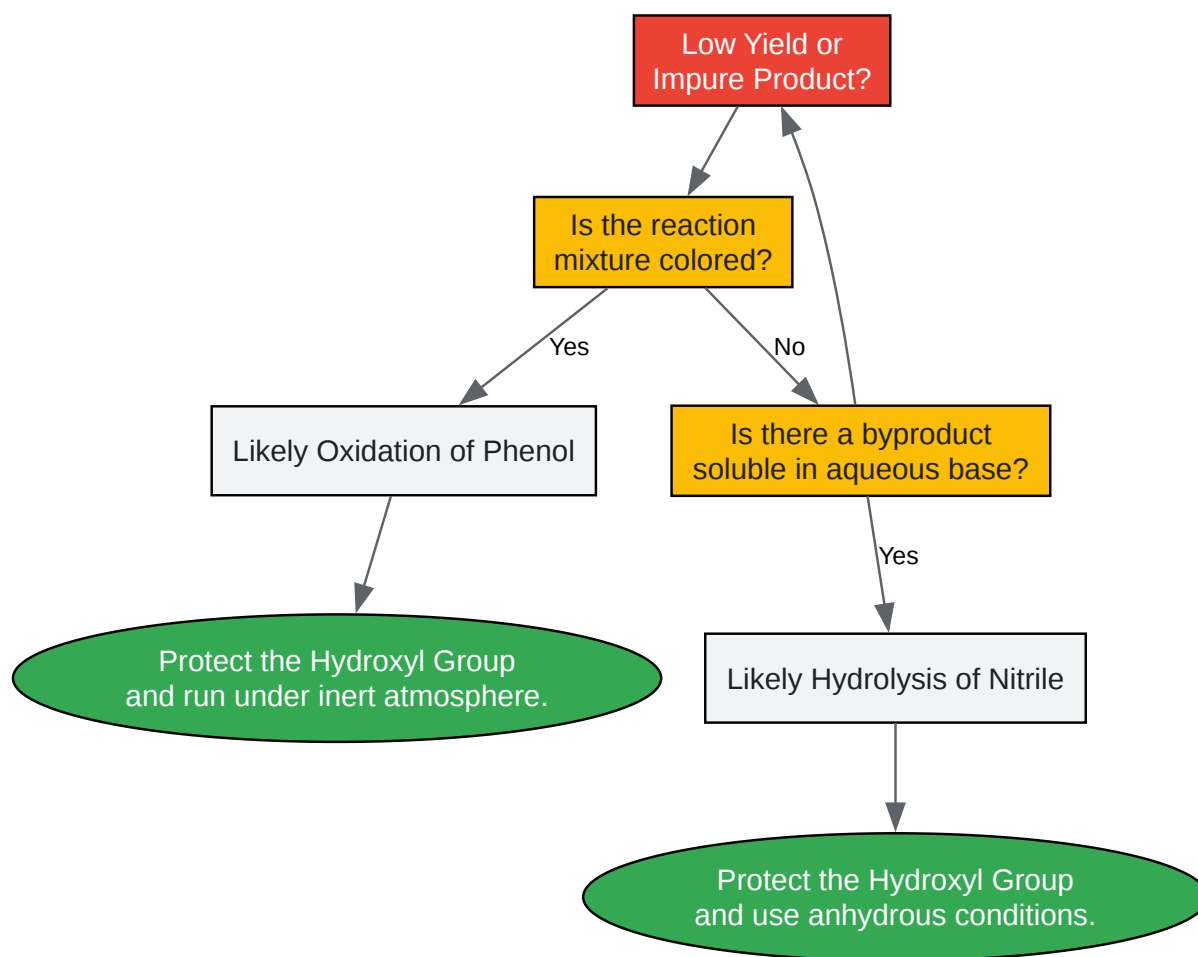 Low Yield or
Impure Product?
Is the reaction
mixture colored?
Yes
No
Likely Oxidation of Phenol
Is there a byproduct
soluble in aqueous base?
Yes
Protect the Hydroxyl Group
and run under inert atmosphere.
Likely Hydrolysis of Nitrile
Protect the Hydroxyl Group
and use anhydrous conditions.